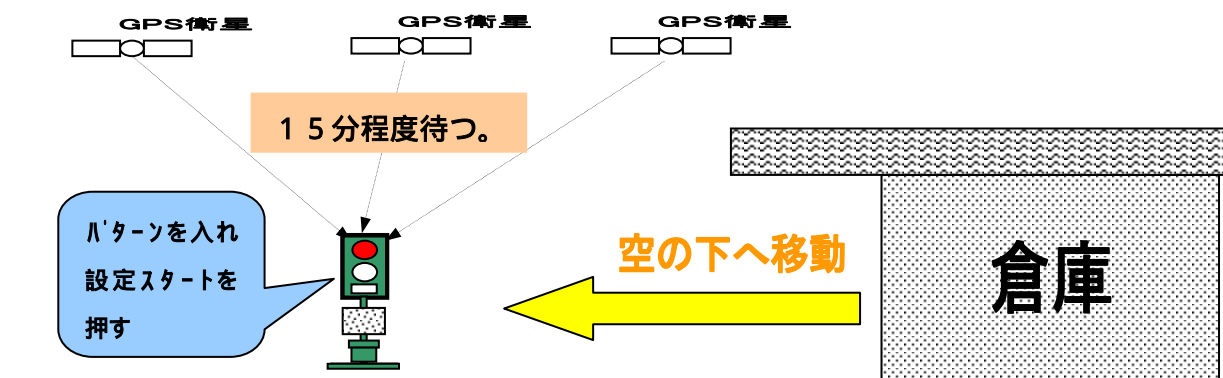 GPS衛星
GPS衛星
GPS衛星
１５分程度待つ。
ﾊﾟﾀｰﾝを入れ
設定ｽﾀｰﾄを
押す
空の下へ移動
倉庫